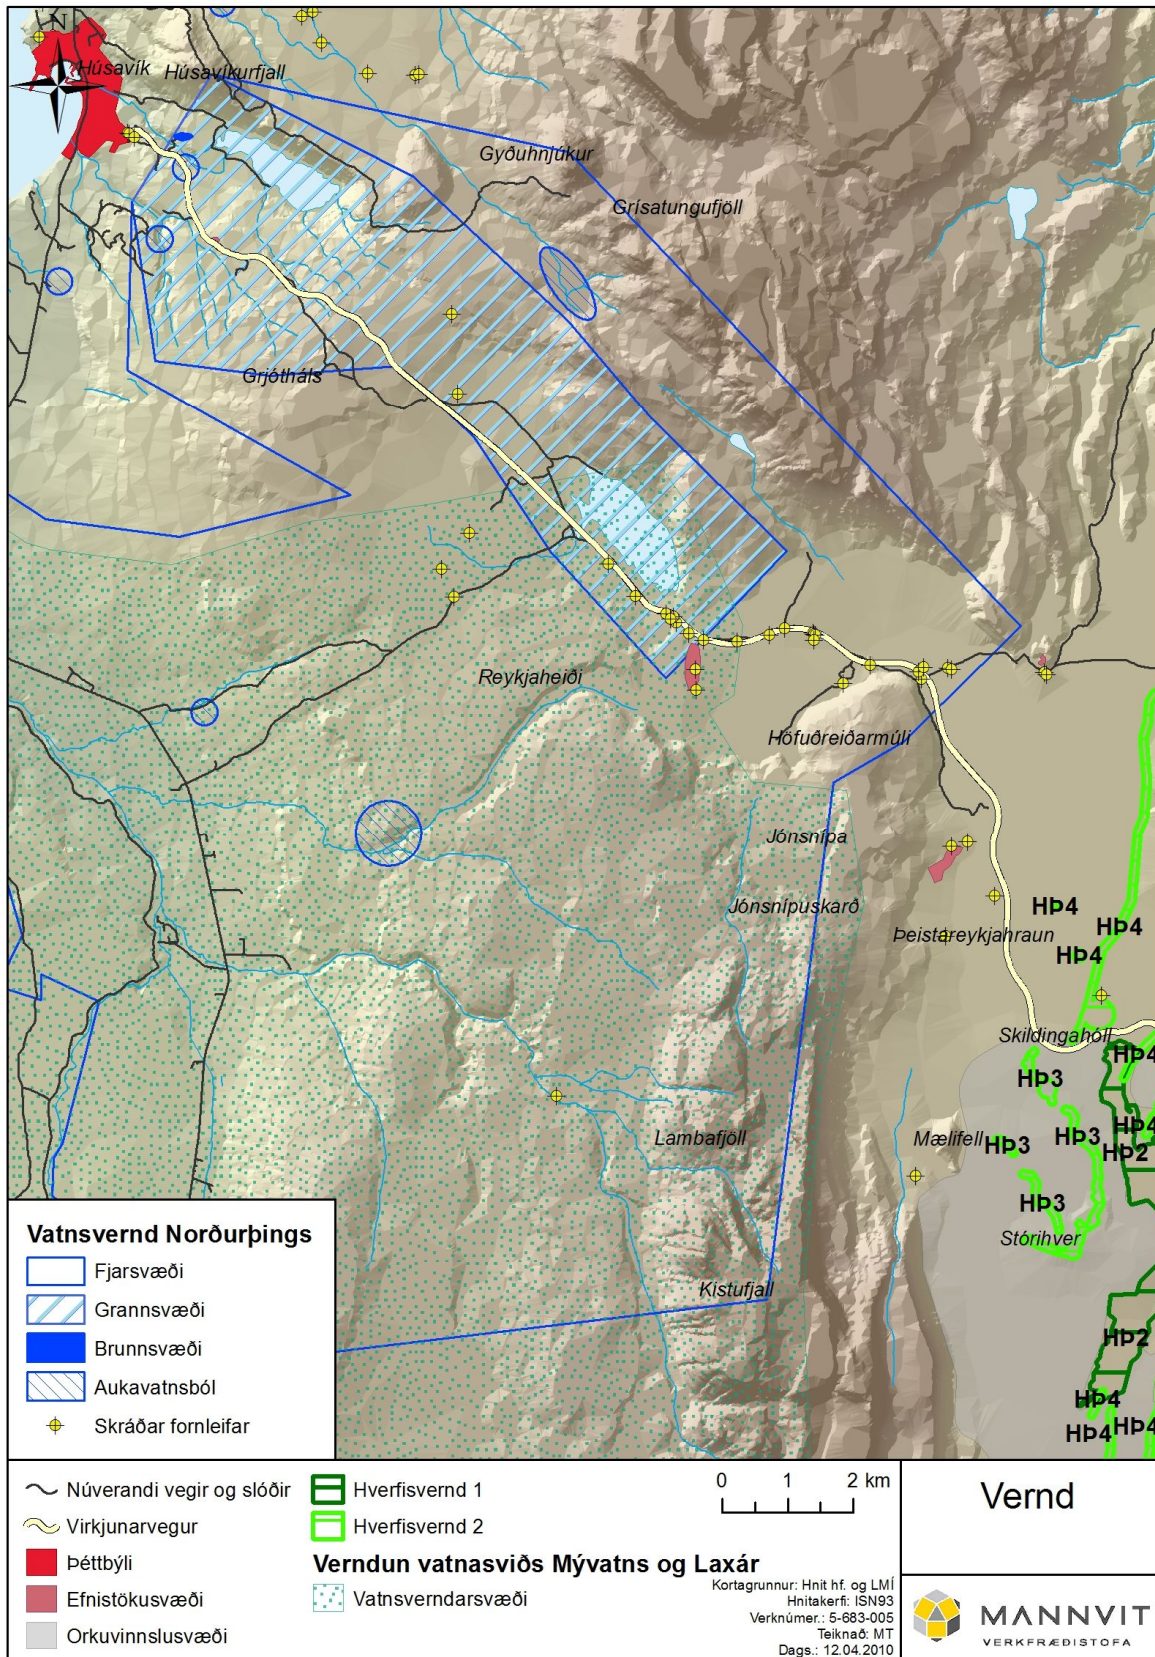 N
Húsavík
Húsavíkurfjall
Gyðuhnjúkur
Grísatungufjöll
Grjótháls
Reykjaheiði
Höfuðreiðarmúli
Jónsnípa
Jónsnípuskarð
HÞ4
HÞ4
Þeistareykjahraun
HÞ4
Skildingahóll
HÞ4
HÞ3
HÞ4
Lambafjöll
Mælifell
HÞ3
HÞ3
HÞ2
HÞ3
Stórihver
Kistufjall
HÞ2
HÞ4
HÞ4
HÞ4
Vatnsvernd Norðurþings
Fjarsvæði
Grannsvæði
Brunnsvæði
Aukavatnsból
Skráðar fornleifar
Núverandi vegir og slóðir
Virkjunarvegur
Þéttbýli
Efnistökusvæði
Orkuvinnslusvæði
Hverfisvernd 1
Hverfisvernd 2
Verndun vatnasviðs Mývatns og Laxár
Vatnsverndarsvæði
0 1 2 km
Kortagrunnur: Hnit hf. og LMÍ
Hnitakerfi: ISN93
Verknúmer.: 5-683-005
Teiknað: MT
Dags.: 12.04.2010
Vernd
MANNVIT
VERKFRÆÐISTOFA